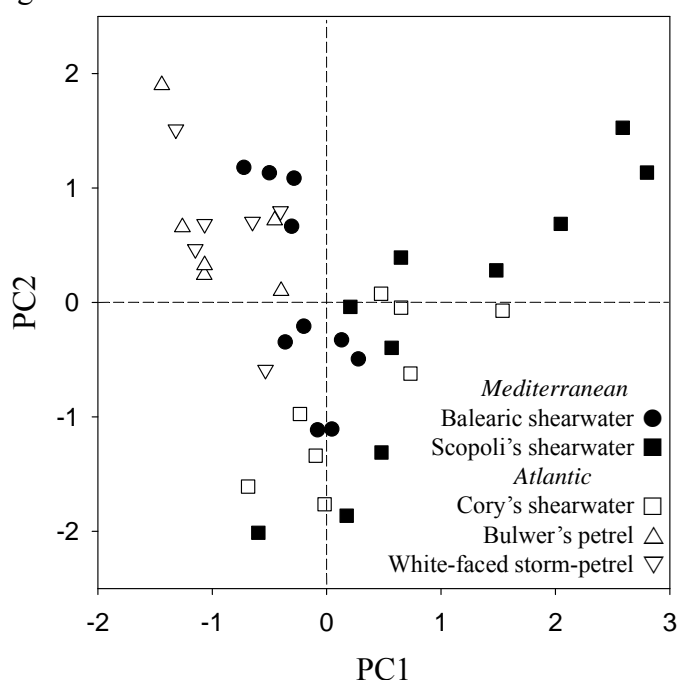 2
1
0
-1
-2
PC2
Mediterranean
Balearic shearwater
Scopoli's shearwater
Atlantic
Cory's shearwater
Bulwer's petrel
White-faced storm-petrel
-2 -1 0 1 2 3
PC1